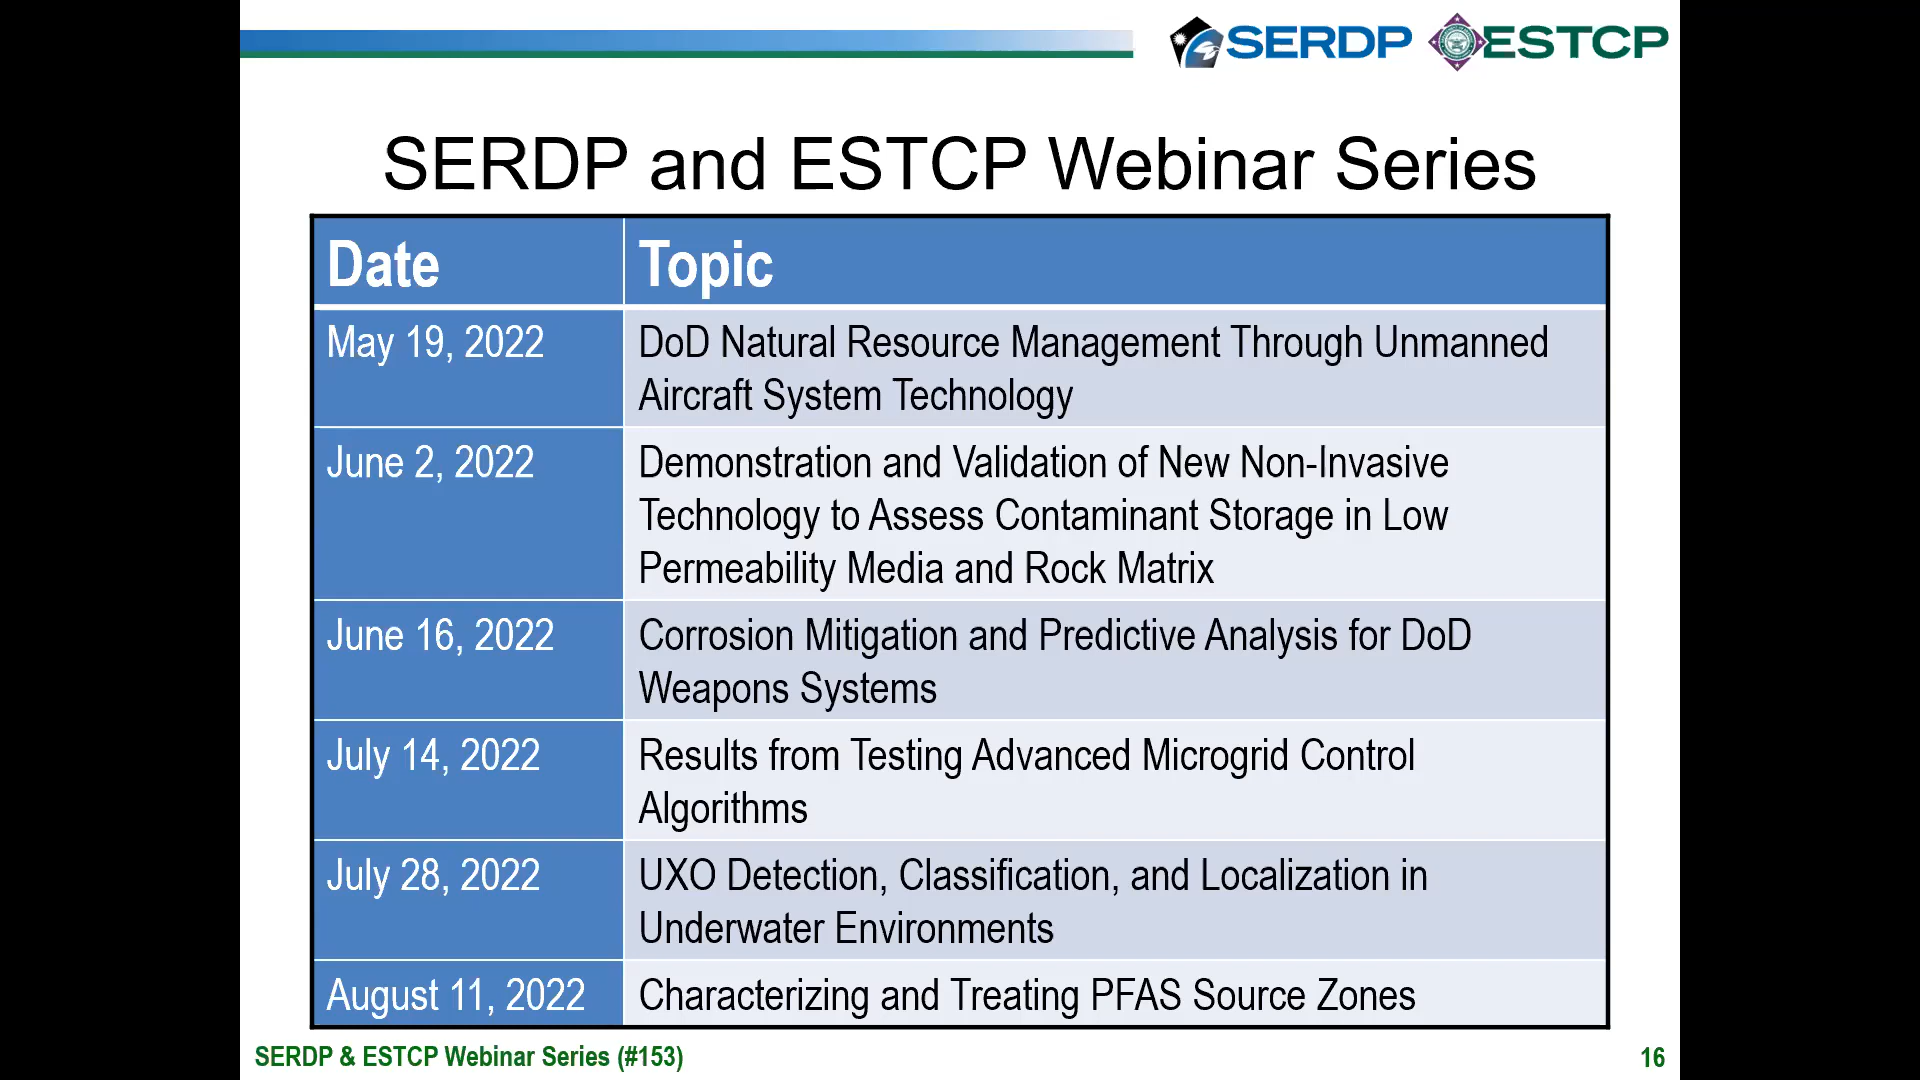 SERDP ESTCP
SERDP and ESTCP Webinar Series
Date Topic
May 19, 2022 DoD Natural Resource Management Through Unmanned
Aircraft System Technology
June 2, 2022 Demonstration and Validation of New Non-Invasive
Technology to Assess Contaminant Storage in Low
Permeability Media and Rock Matrix
June 16, 2022 Corrosion Mitigation and Predictive Analysis for DoD
Weapons Systems
July 14, 2022 Results from Testing Advanced Microgrid Control
Algorithms
July 28, 2022 UXO Detection, Classification, and Localization in
Underwater Environments
August 11, 2022 Characterizing and Treating PFAS Source Zones
SERDP & ESTCP Webinar Series (#153) 16